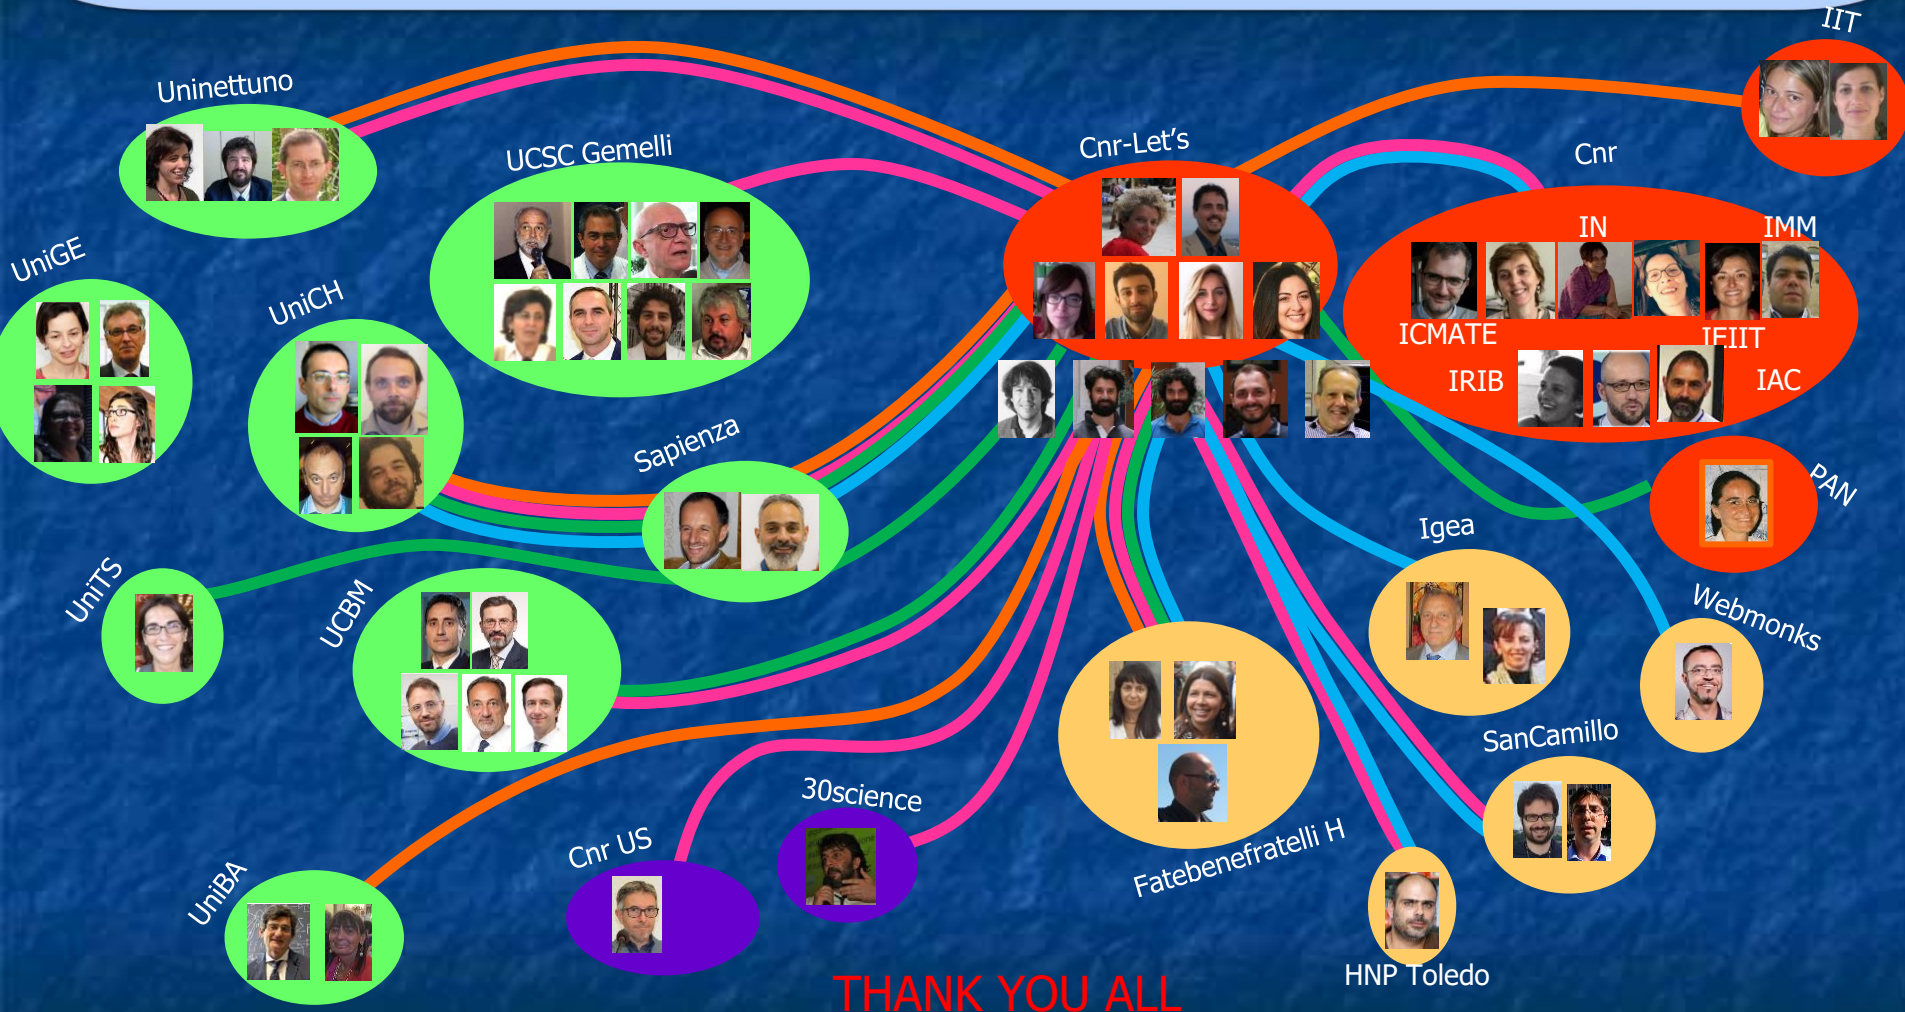 IIT
Uninettuno
UCSC Gemelli
Cnr-Let's
Cnr
UniGE
UniCH
IN
IMM
ICMATE
IEIIT
IRIB
IAC
Sapienza
PAN
Igea
UniTS
UCBM
Webmonks
SanCamillo
30science
Cnr US
Fatebenefratelli H
UniBA
HNP Toledo
THANK YOU ALL